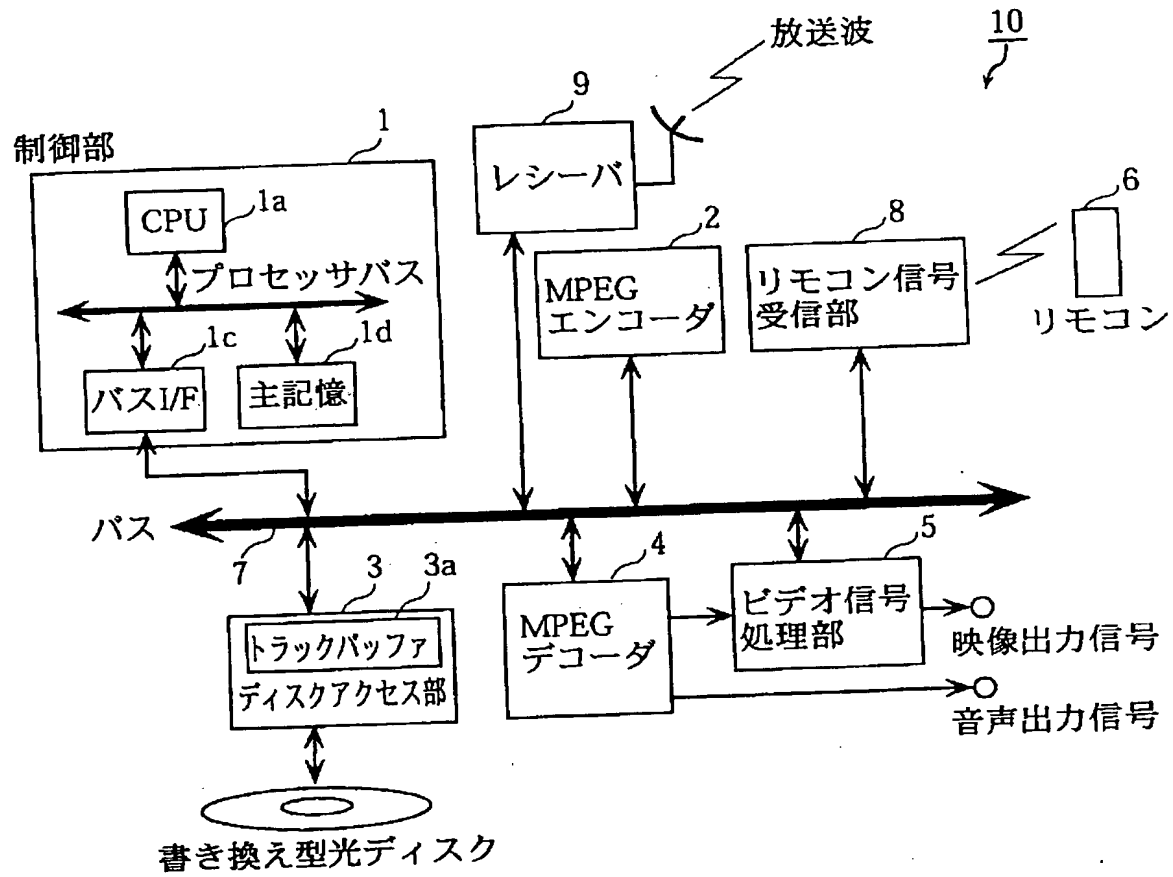 放送波
10
9
レシーバ
制御部
1
CPU
1a
プロセッサバス
1c
1d
バスI/F
主記憶
2
MPEG
エンコーダ
8
リモコン信号
受信部
6
リモコン
バス
7
3
3a
トラックバッファ
ディスクアクセス部
4
MPEG
デコーダ
5
ビデオ信号
処理部
映像出力信号
音声出力信号
書き換え型光ディスク